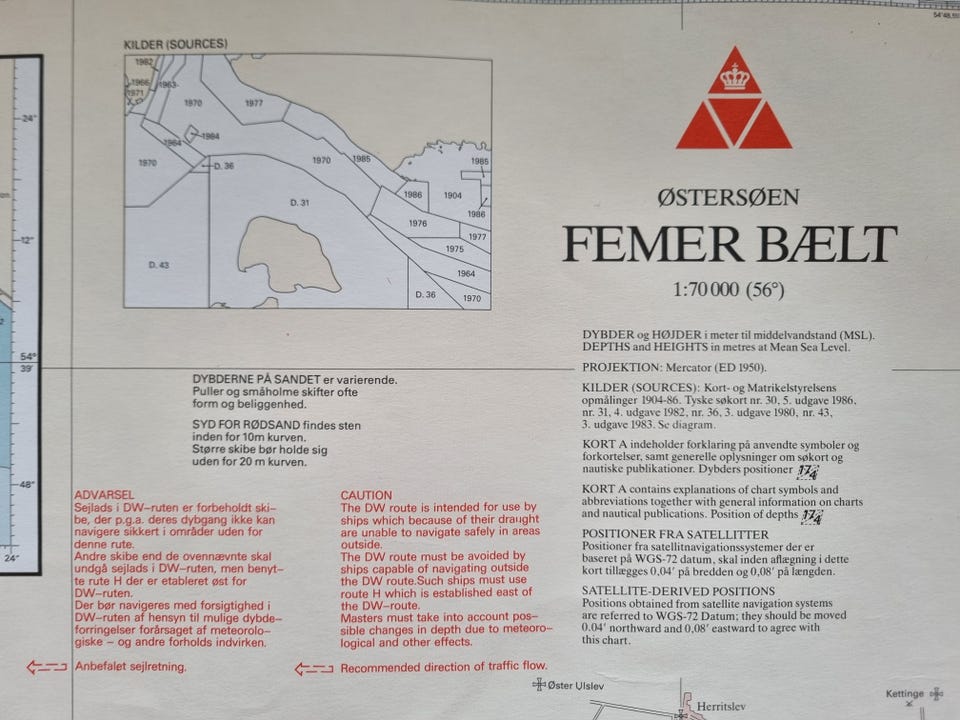 54°48,55
KILDER (SOURCES)
1982
1966
1963
1971
1970
1977
1964
1984
1970
D. 36
1970
1985
1985
D. 31
1986
1904
1986
1976
1977
1975
D. 43
1964
D. 36
1970
24"
12"
54°
39'
48"
24"
ØSTERSØEN
FEMER BÆLT
1:70 000 (56°)
DYBDER og HØJDER i meter til middelvandstand (MSL).
DEPTHS and HEIGHTS in metres at Mean Sea Level.
PROJEKTION: Mercator (ED 1950).
KILDER (SOURCES): Kort- og Matrikelstyrelsens
opmålinger 1904-86. Tyske søkort nr. 30, 5. udgave 1986,
nr. 31, 4. udgave 1982, nr. 36, 3. udgave 1980, nr. 43,
3. udgave 1983. Se diagram.
KORT A indeholder forklaring på anvendte symboler og
forkortelser, samt generelle oplysninger om søkort og
nautiske publikationer. Dybders positioner 17₄
KORT A contains explanations of chart symbols and
abbreviations together with general information on charts
and nautical publications. Position of depths 17₄
POSITIONER FRA SATELLITTER
Positioner fra satellitnavigationssystemer der er
baseret på WGS-72 datum, skal inden aflægning i dette
kort tillægges 0,04' på bredden og 0,08' på længden.
SATELLITE-DERIVED POSITIONS
Positions obtained from satellite navigation systems
are referred to WGS-72 Datum; they should be moved
0.04' northward and 0,08' eastward to agree with
this chart.
DYBDERNE PÅ SANDET er varierende.
Puller og småholme skifter ofte
form og beliggenhed.
SYD FOR RØDSAND findes sten
inden for 10m kurven.
Større skibe bør holde sig
uden for 20 m kurven.
ADVARSEL
Sejlads i DW–ruten er forbeholdt ski–
be, der p.g.a. deres dybgang ikke kan
navigere sikkert i områder uden for
denne rute.
Andre skibe end de ovennævnte skal
undgå sejlads i DW–ruten, men benyt–
te rute H der er etableret øst for
DW–ruten.
Der bør navigeres med forsigtighed i
DW–ruten af hensyn til mulige dybde–
forringelser forårsaget af meteorolo–
giske – og andre forholds indvirken.
Anbefalet sejlretning.
CAUTION
The DW route is intended for use by
ships which because of their draught
are unable to navigate safely in areas
outside.
The DW route must be avoided by
ships capable of navigating outside
the DW route.Such ships must use
route H which is established east of
the DW–route.
Masters must take into account pos–
sible changes in depth due to meteoro–
logical and other effects.
Recommended direction of traffic flow.
Øster Ulslev
Herritslev
Kettinge